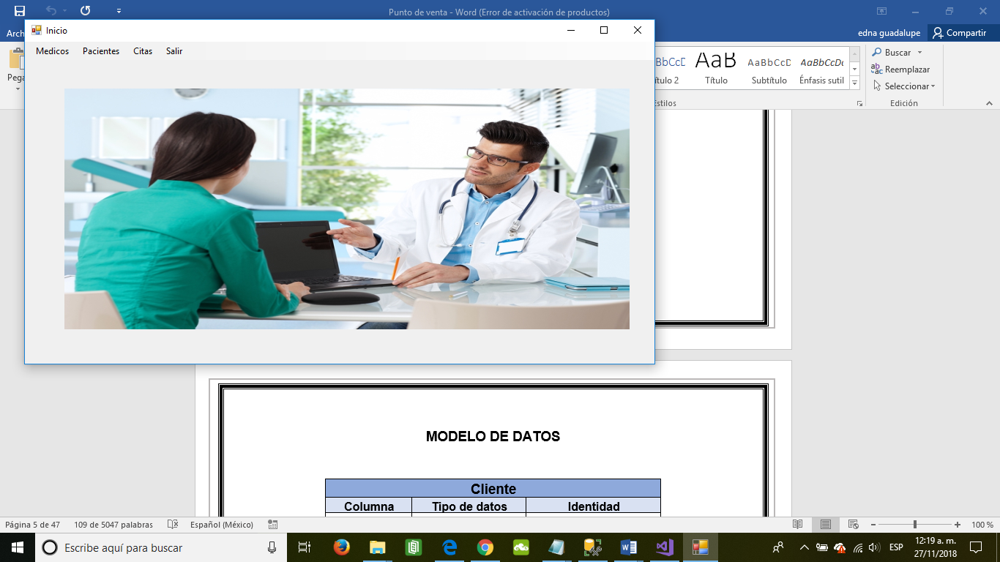 Punto de venta - Word (Error de activación de productos)
Inicio
edna guadalupe
Compartir
Arch
Medicos Pacientes Citas Salir
Pega
BbCcD AaB AaBbCcD AaBbCcDc
ítulo 2 Título Subtítulo Énfasis sutil
stilos
Buscar
Reemplazar
Seleccionar
Edición
MODELO DE DATOS
Cliente
Columna Tipo de datos Identidad
Página 5 de 47 109 de 5047 palabras Español (México) 100 %
Escribe aquí para buscar
ESP
12:19 a. m.
27/11/2018